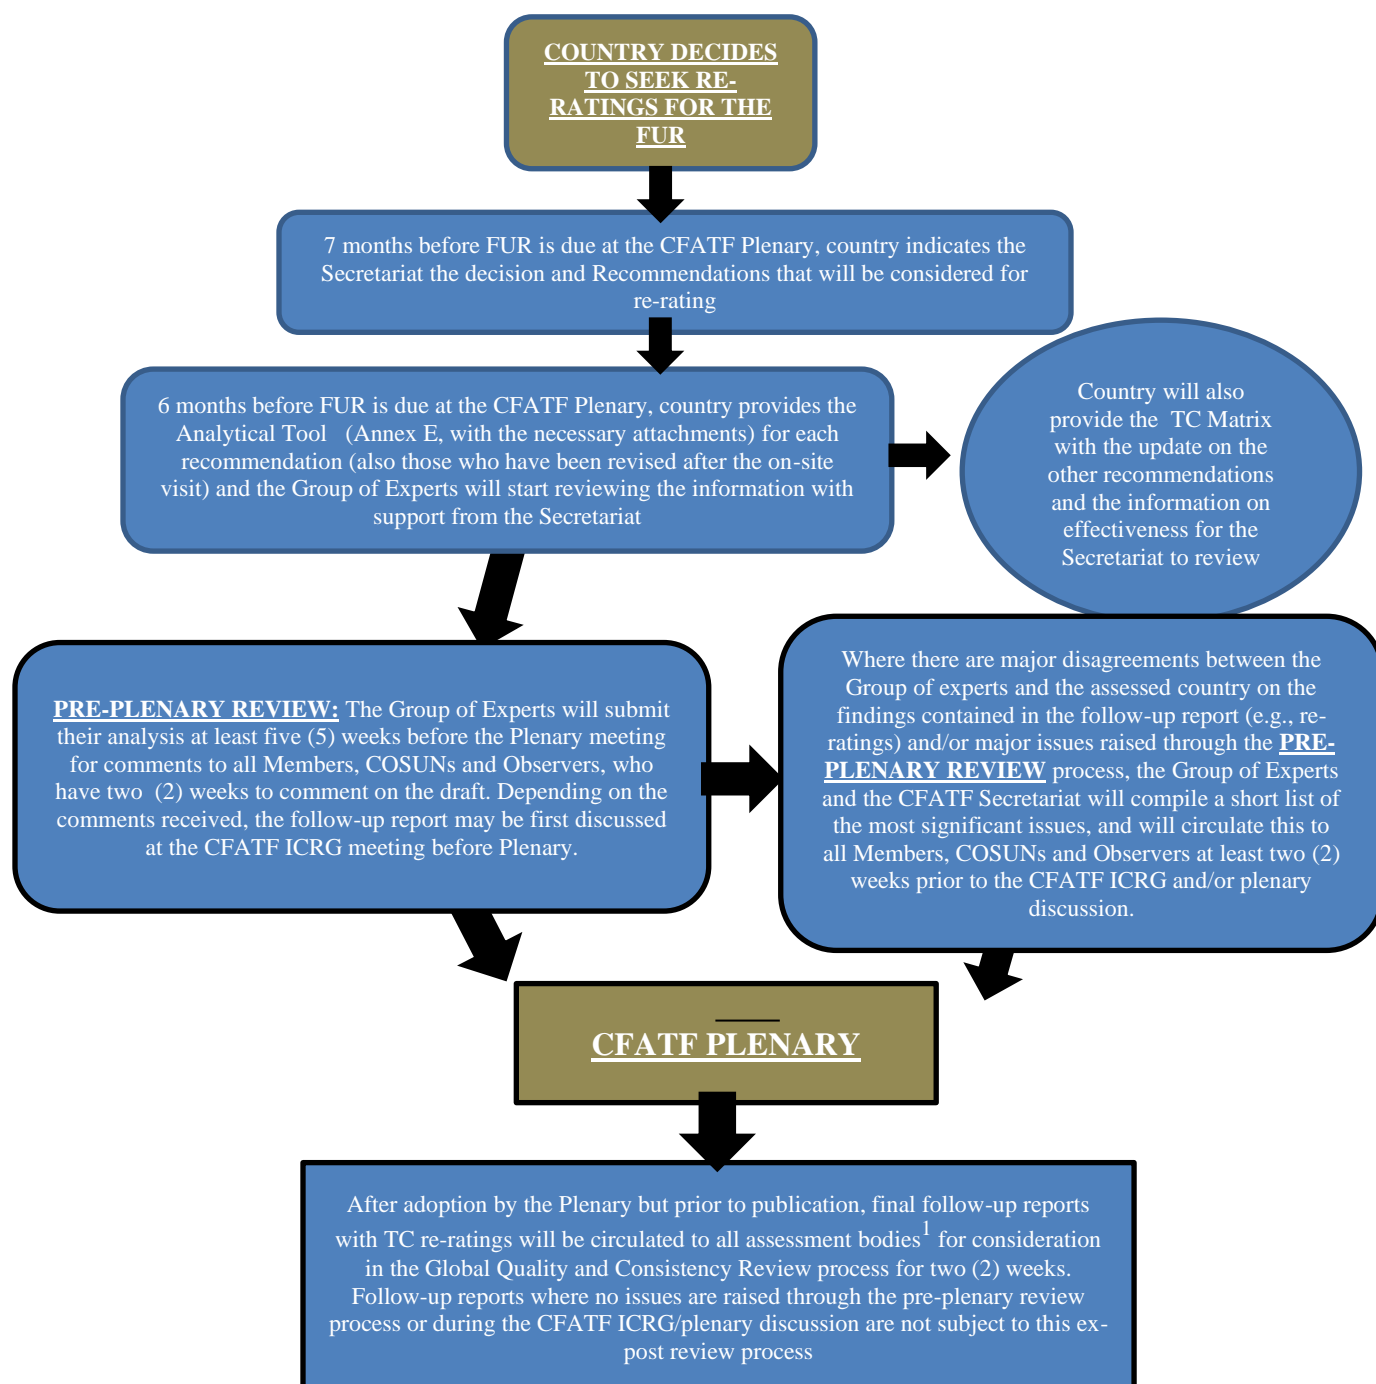 COUNTRY DECIDES
TO SEEK RE-
RATINGS FOR THE
FUR
7 months before FUR is due at the CFATF Plenary, country indicates the
Secretariat the decision and Recommendations that will be considered for
re-rating
6 months before FUR is due at the CFATF Plenary, country provides the
Analytical Tool (Annex E, with the necessary attachments) for each
recommendation (also those who have been revised after the on-site
visit) and the Group of Experts will start reviewing the information with
support from the Secretariat
Country will also
provide the TC Matrix
with the update on the
other recommendations
and the information on
effectiveness for the
Secretariat to review
PRE-PLENARY REVIEW: The Group of Experts will submit
their analysis at least five (5) weeks before the Plenary meeting
for comments to all Members, COSUNs and Observers, who
have two (2) weeks to comment on the draft. Depending on the
comments received, the follow-up report may be first discussed
at the CFATF ICRG meeting before Plenary.
Where there are major disagreements between the
Group of experts and the assessed country on the
findings contained in the follow-up report (e.g., re-
ratings) and/or major issues raised through the PRE-
PLENARY REVIEW process, the Group of Experts
and the CFATF Secretariat will compile a short list of
the most significant issues, and will circulate this to
all Members, COSUNs and Observers at least two (2)
weeks prior to the CFATF ICRG and/or plenary
discussion.
CFATF PLENARY
After adoption by the Plenary but prior to publication, final follow-up reports
with TC re-ratings will be circulated to all assessment bodies1 for consideration
in the Global Quality and Consistency Review process for two (2) weeks.
Follow-up reports where no issues are raised through the pre-plenary review
process or during the CFATF ICRG/plenary discussion are not subject to this ex-
post review process